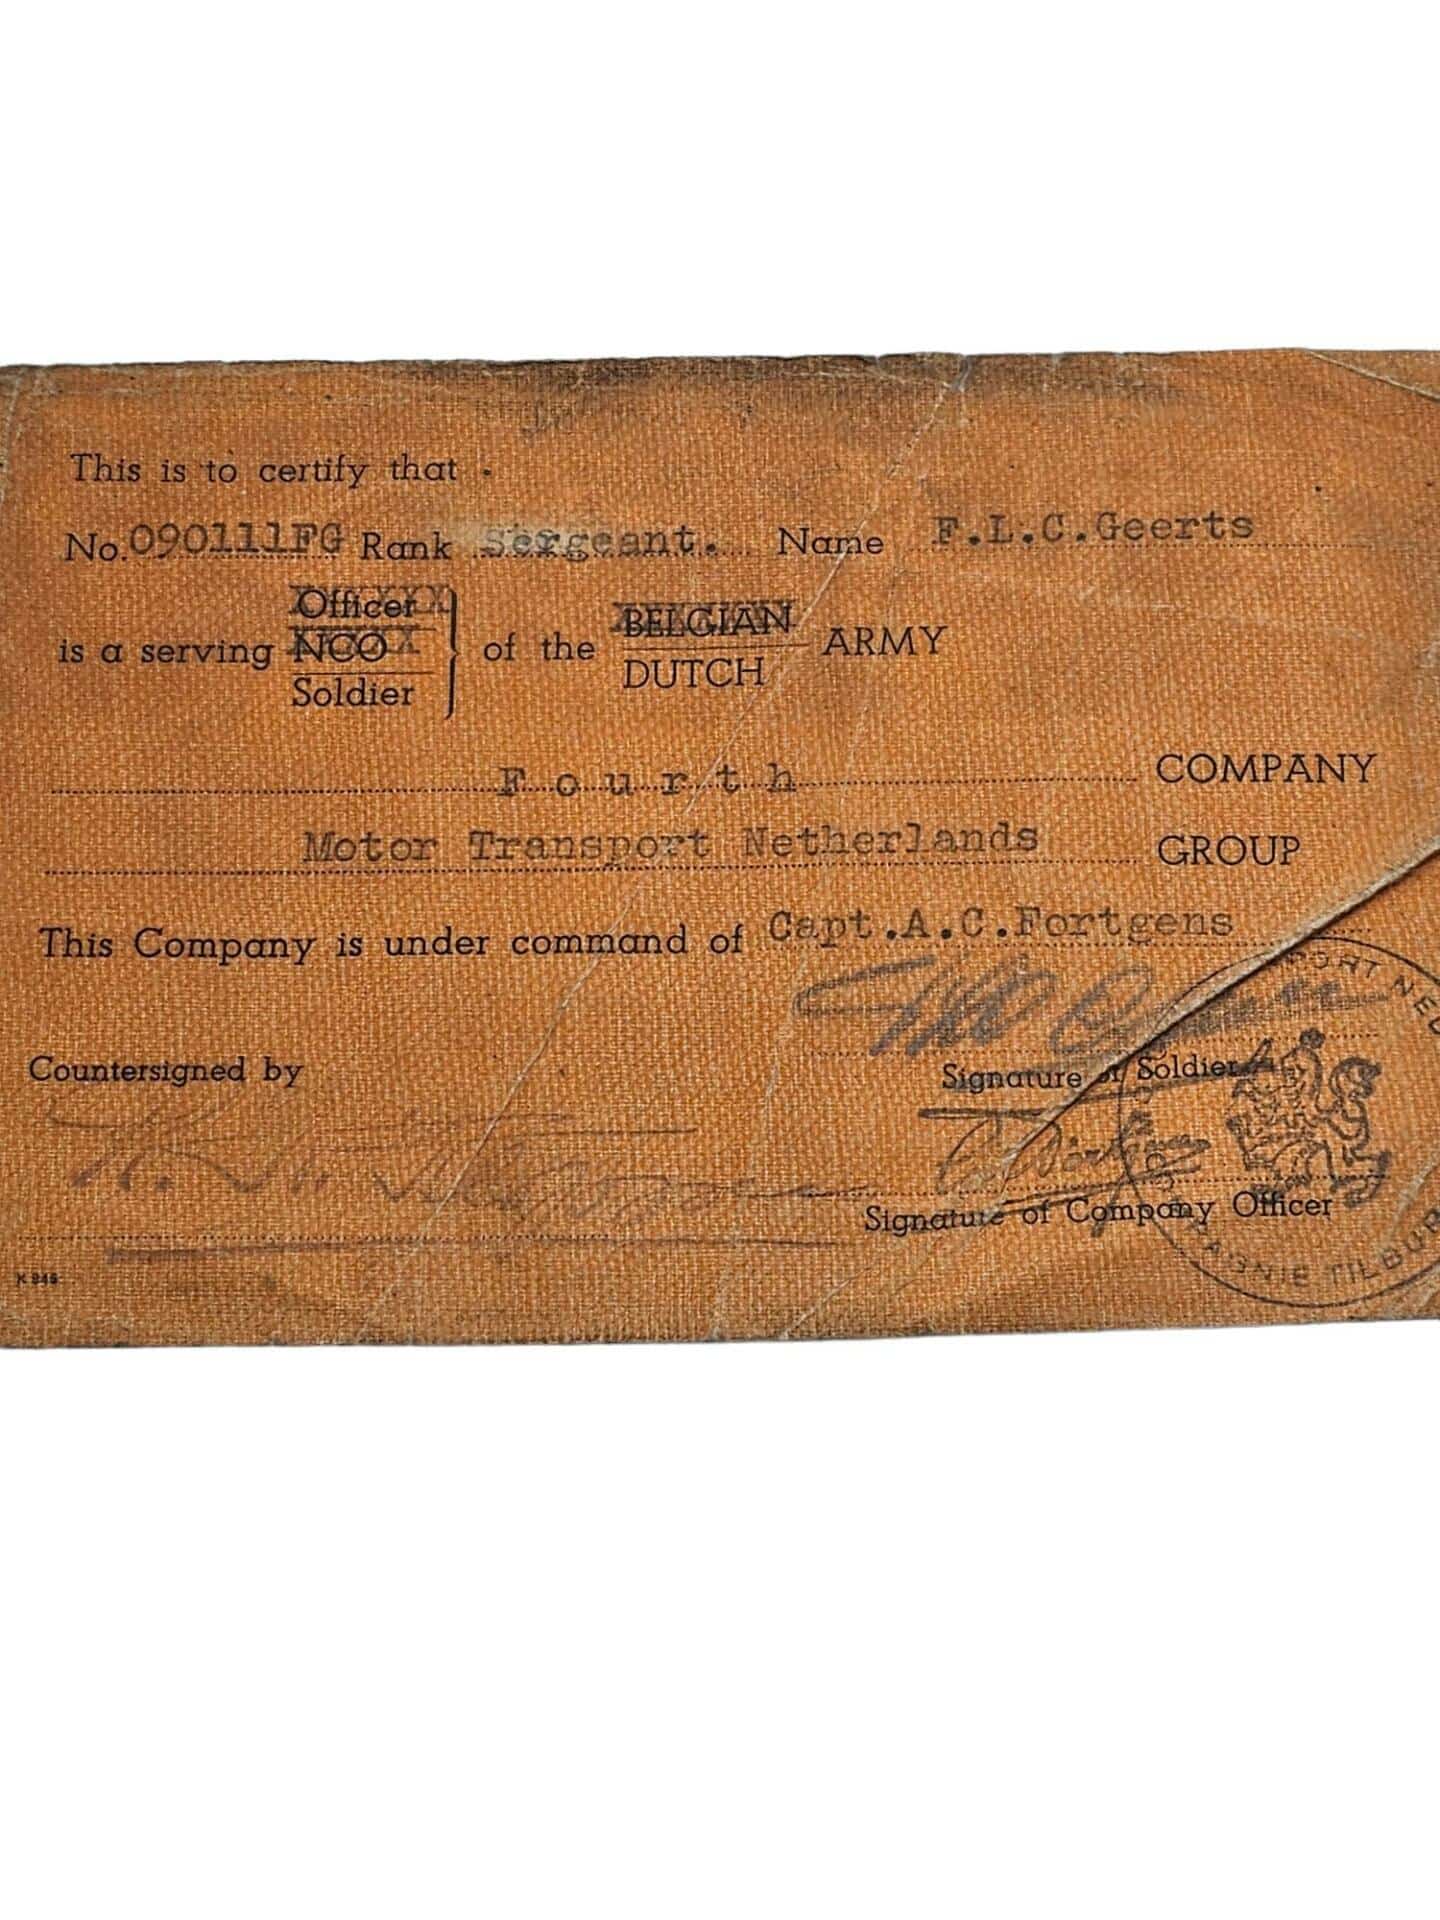 This is to certify that
No. 090111FG Rank Sergeant. Name F.L.C.Geerts
is a serving Officer NCO Soldier of the BELGIAN DUTCH ARMY
Fourth COMPANY
Motor Transport Netherlands GROUP
This Company is under command of Capt.A.C.Fortgens
Signature of Soldier
Countersigned by
Signature of Company Officer
K 845
TILBUR